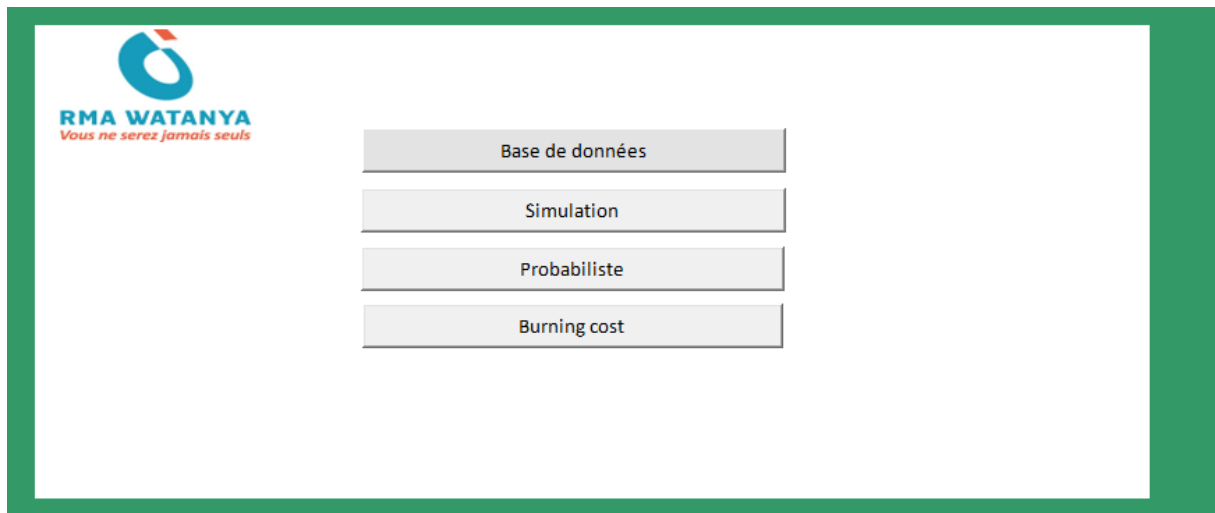 RMA WATANYA
Vous ne serez jamais seuls
Base de données
Simulation
Probabiliste
Burning cost